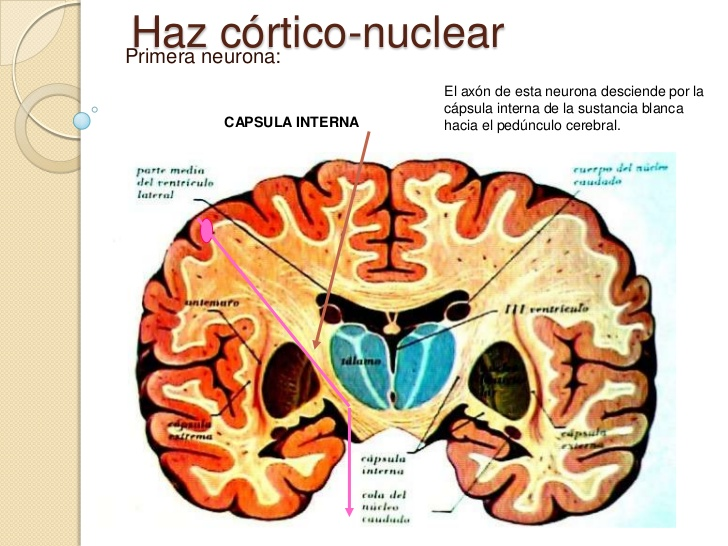 Haz córtico-nuclear
Primera neurona:
El axón de esta neurona desciende por la
cápsula interna de la sustancia blanca
hacia el pedúnculo cerebral.
CAPSULA INTERNA
parte media
del ventrículo
lateral
cuerpo del núcleo
caudado
antemuro
III ventrículo
tálamo
cápsula
extrema
cápsula
externa
cápsula
interna
cola del
núcleo
caudado